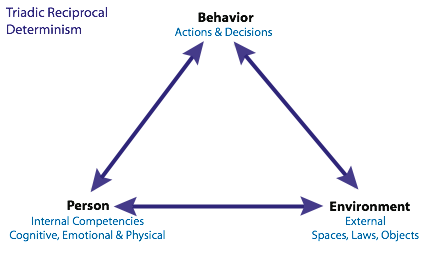 Triadic Reciprocal
Determinism
Behavior
Actions & Decisions
Person
Internal Competencies
Cognitive, Emotional & Physical
Environment
External
Spaces, Laws, Objects